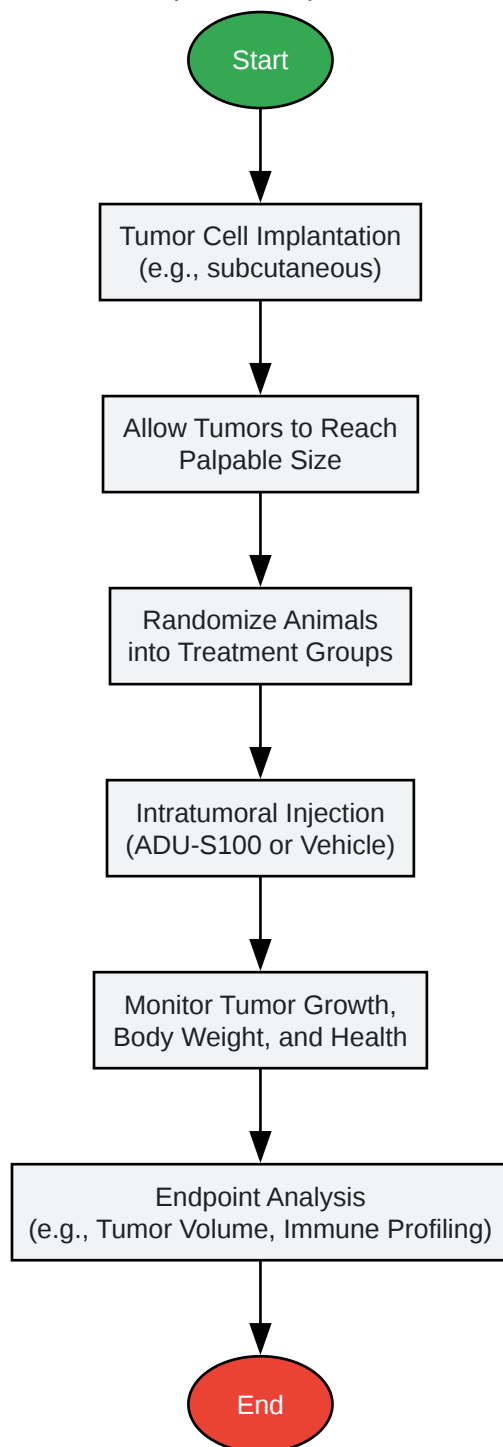 Start
Tumor Cell Implantation
(e.g., subcutaneous)
Allow Tumors to Reach
Palpable Size
Randomize Animals
into Treatment Groups
Intratumoral Injection
(ADU-S100 or Vehicle)
Monitor Tumor Growth,
Body Weight, and Health
Endpoint Analysis
(e.g., Tumor Volume, Immune Profiling)
End